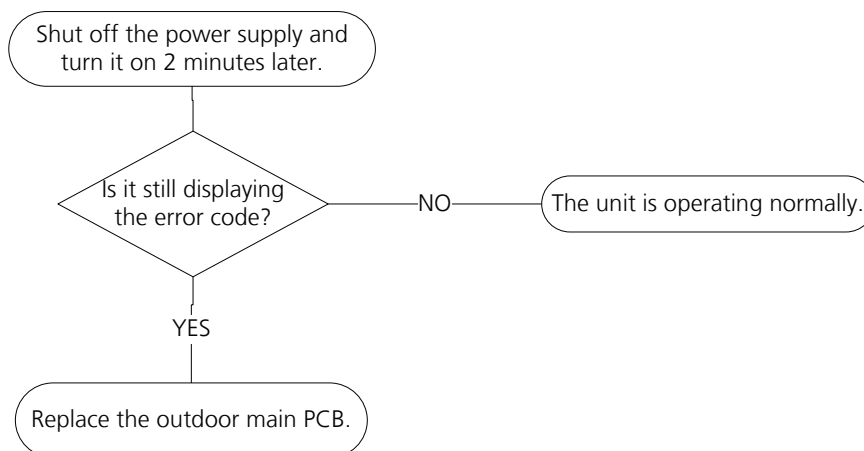 Shut off the power supply and
turn it on 2 minutes later.
Is it still displaying
the error code?
NO
The unit is operating normally.
YES
Replace the outdoor main PCB.